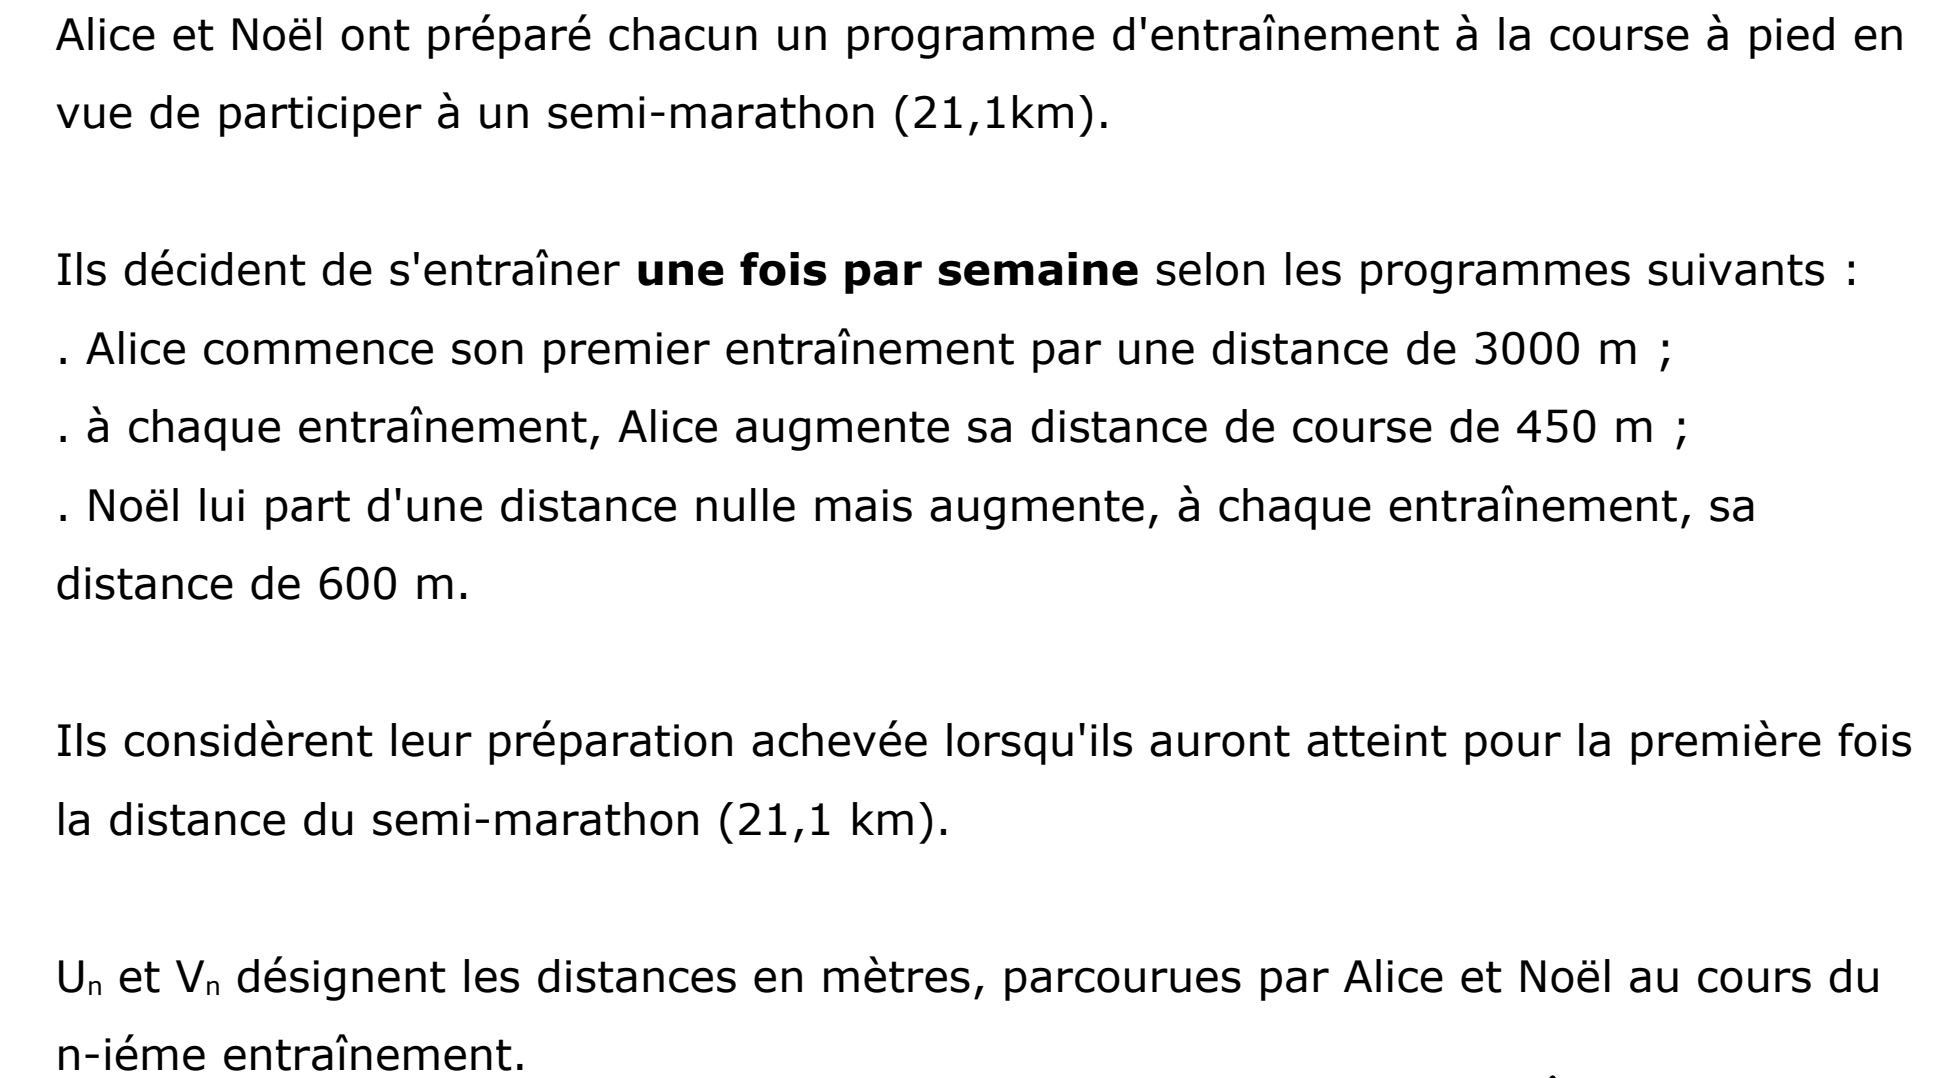 Alice et Noël ont préparé chacun un programme d'entraînement à la course à pied en
vue de participer à un semi-marathon (21,1km).
Ils décident de s'entraîner une fois par semaine selon les programmes suivants :
. Alice commence son premier entraînement par une distance de 3000 m ;
. à chaque entraînement, Alice augmente sa distance de course de 450 m ;
. Noël lui part d'une distance nulle mais augmente, à chaque entraînement, sa
distance de 600 m.
Ils considèrent leur préparation achevée lorsqu'ils auront atteint pour la première fois
la distance du semi-marathon (21,1 km).
Uₙ et Vₙ désignent les distances en mètres, parcourues par Alice et Noël au cours du
n-iéme entraînement.